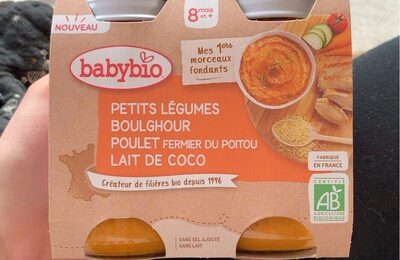 NOUVEAU
8 mois et +
babybio
Mes 1ers
morceaux
fondants
PETITS LÉGUMES
BOULGHOUR
POULET FERMIER DU POITOU
LAIT DE COCO
Créateur de filières bio depuis 1996
FABRIQUÉ
EN FRANCE
AB
AGRICULTURE
BIOLOGIQUE
SANS SEL AJOUTÉ
SANS LAIT